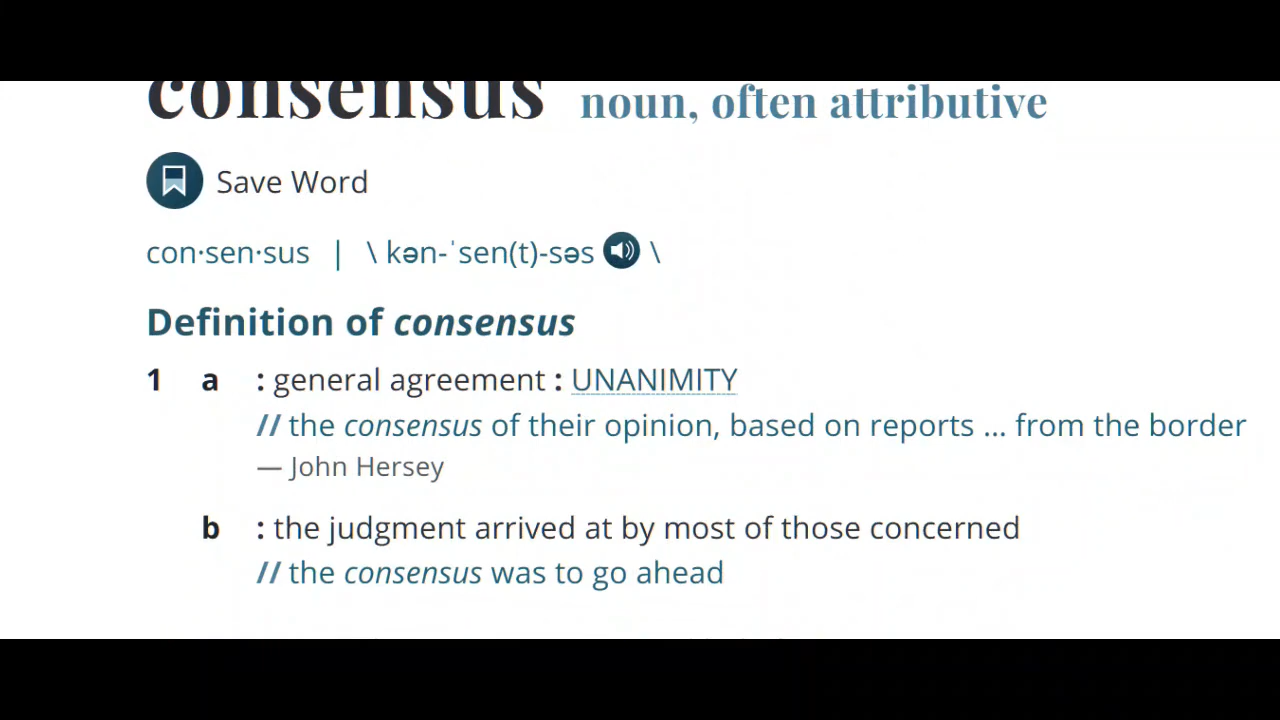 consensus noun, often attributive
Save Word
con·sen·sus | \ kən-ˈsen(t)-səs \
Definition of consensus
1 a : general agreement : UNANIMITY
// the consensus of their opinion, based on reports ... from the border
— John Hersey
b : the judgment arrived at by most of those concerned
// the consensus was to go ahead